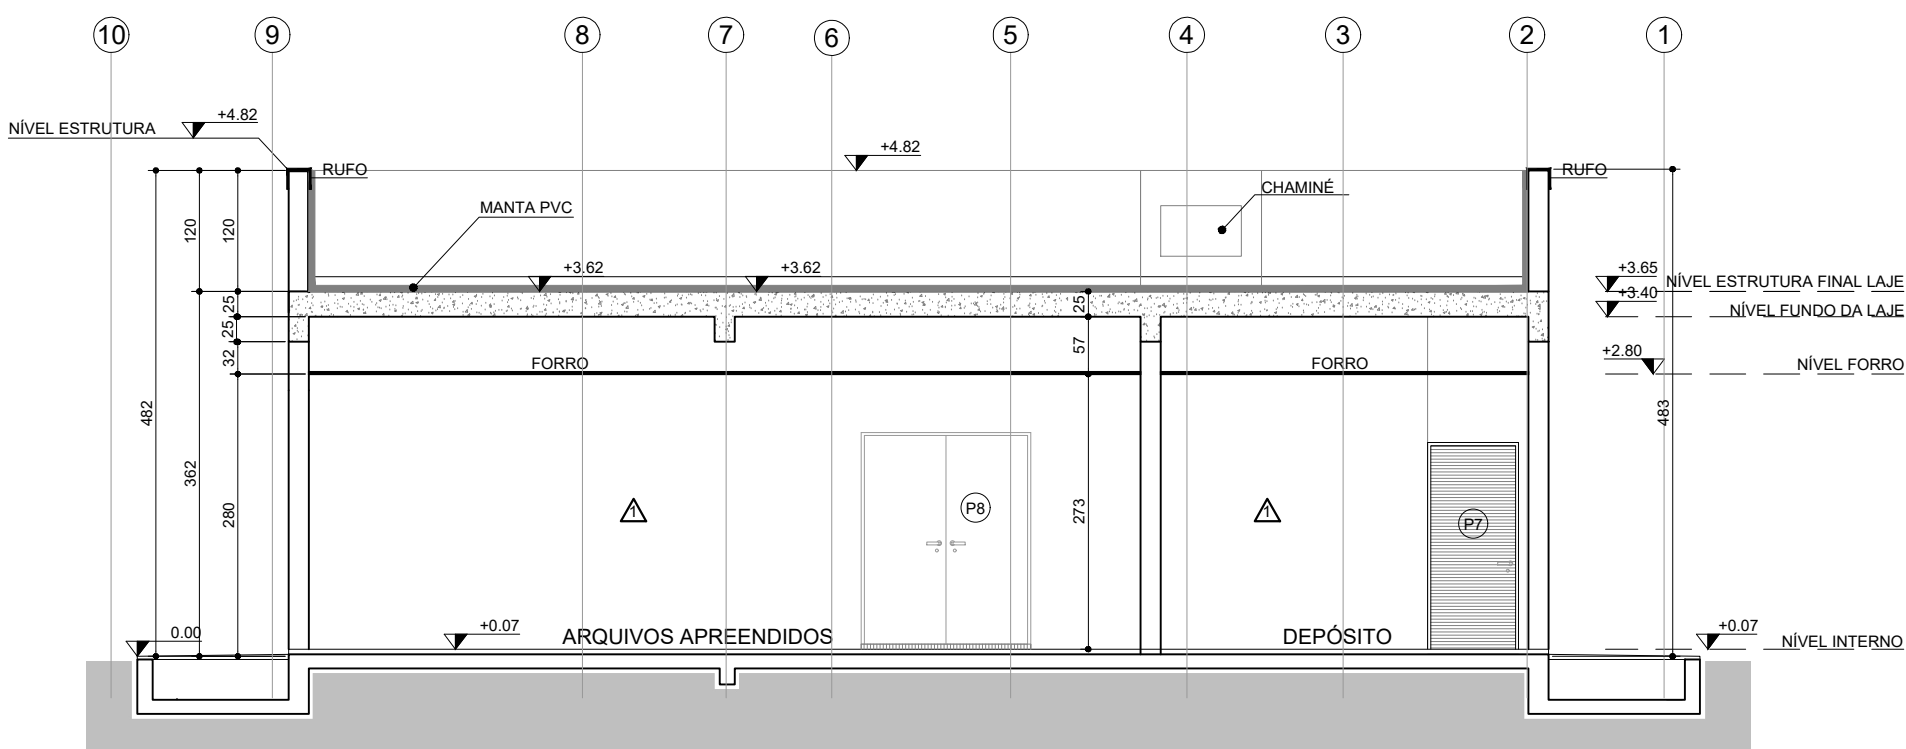 10
9
8
7
6
5
4
3
2
1
+4.82
NÍVEL ESTRUTURA
+4.82
RUFO
RUFO
CHAMINÉ
MANTA PVC
120
120
+3.62
+3.62
+3.65
NÍVEL ESTRUTURA FINAL LAJE
+3.40
NÍVEL FUNDO DA LAJE
25
25
25
32
57
+2.80
NÍVEL FORRO
FORRO
FORRO
482
483
362
280
273
1
1
P8
P7
0.00
+0.07
ARQUIVOS APREENDIDOS
DEPÓSITO
+0.07
NÍVEL INTERNO